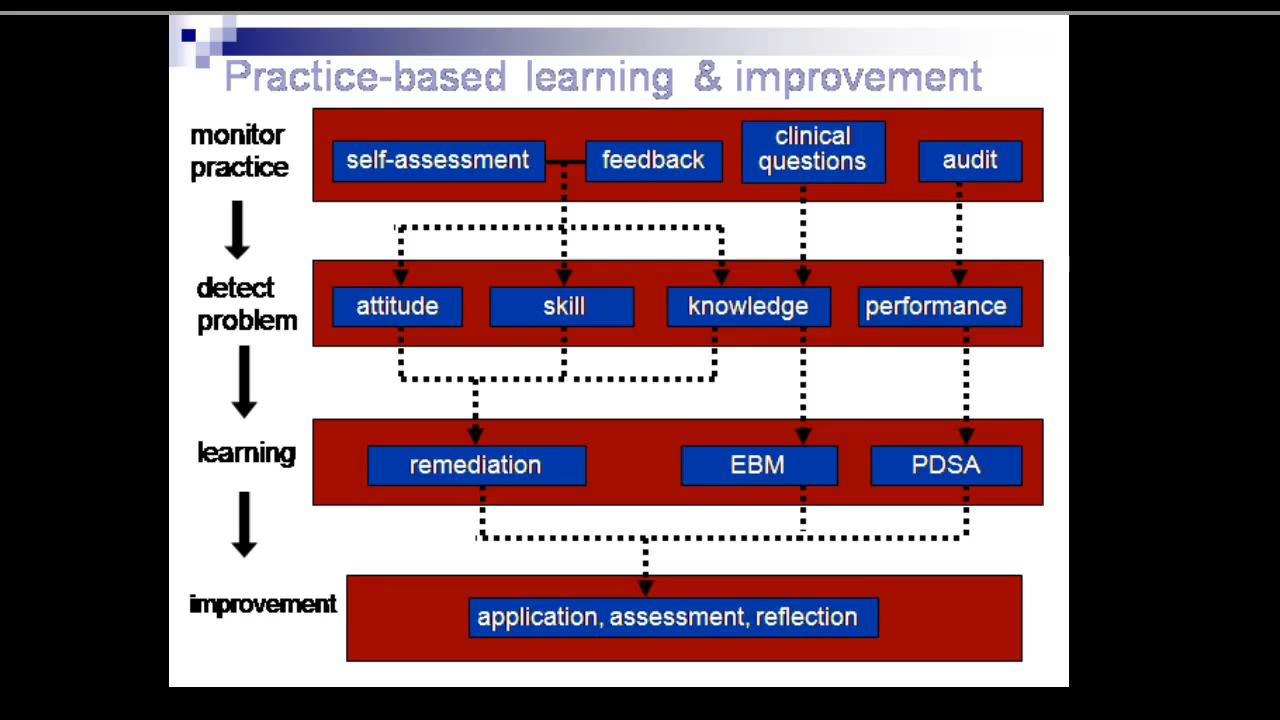 Practice-based learning & improvement
monitor
practice
self-assessment
feedback
clinical
questions
audit
detect
problem
attitude
skill
knowledge
performance
learning
remediation
EBM
PDSA
improvement
application, assessment, reflection